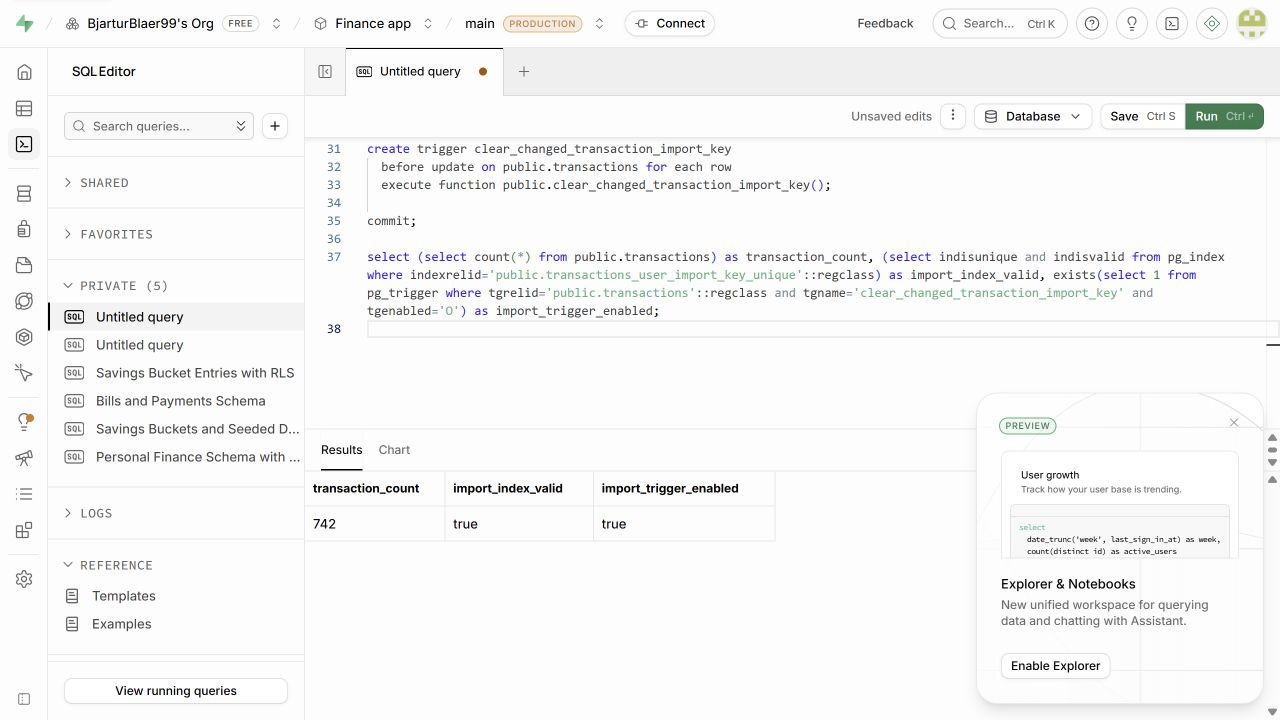 BjarturBlaer99's Org FREE Finance app main PRODUCTION Connect Feedback Search... Ctrl K
SQL Editor
SQL Untitled query
Search queries...
Unsaved edits Database Save Ctrl S Run Ctrl ↵
SHARED
FAVORITES
PRIVATE (5)
SQL Untitled query
SQL Untitled query
SQL Savings Bucket Entries with RLS
SQL Bills and Payments Schema
SQL Savings Buckets and Seeded D...
SQL Personal Finance Schema with ...
LOGS
REFERENCE
Templates
Examples
View running queries
31 create trigger clear_changed_transaction_import_key
32 before update on public.transactions for each row
33 execute function public.clear_changed_transaction_import_key();
34
35 commit;
36
37 select (select count(*) from public.transactions) as transaction_count, (select indisunique and indisvalid from pg_index
where indexrelid='public.transactions_user_import_key_unique'::regclass) as import_index_valid, exists(select 1 from
pg_trigger where tgrelid='public.transactions'::regclass and tgname='clear_changed_transaction_import_key' and
tgenabled='O') as import_trigger_enabled;
38
Results Chart
transaction_count import_index_valid import_trigger_enabled
742 true true
PREVIEW
User growth
Track how your user base is trending.
select
date_trunc('week', last_sign_in_at) as week,
count(distinct id) as active_users
Explorer & Notebooks
New unified workspace for querying
data and chatting with Assistant.
Enable Explorer